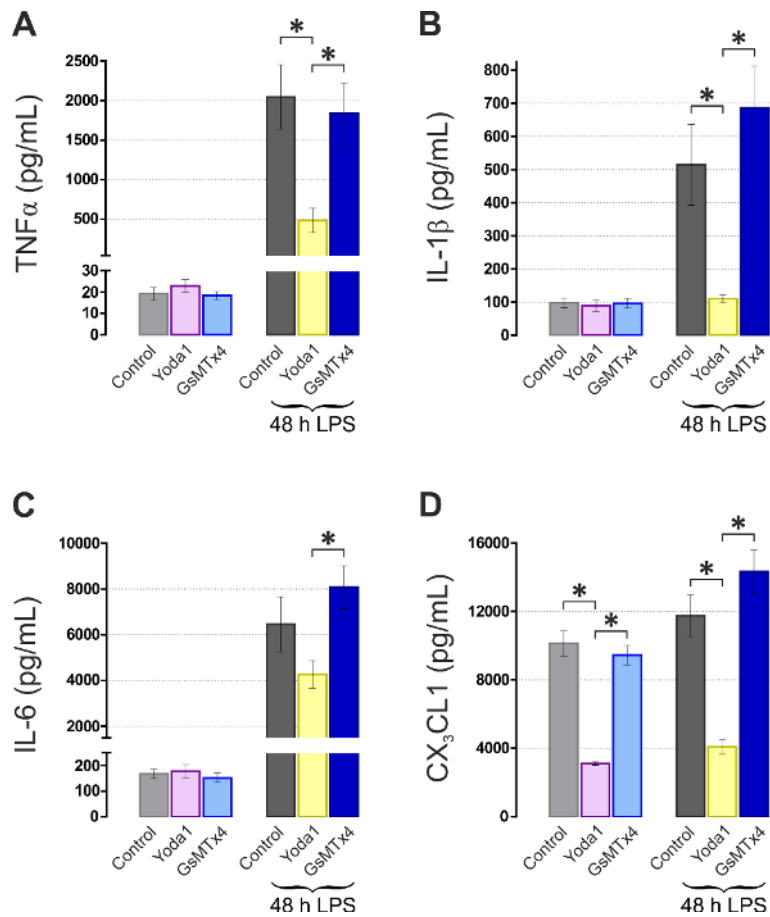 A
TNFα (pg/mL)
2500
2000
1500
1000
500
30
20
10
0
* *
Control Yoda1 GsMTx4 Control Yoda1 GsMTx4
48 h LPS
B
IL-1β (pg/mL)
800
700
600
500
400
300
200
100
0
* *
Control Yoda1 GsMTx4 Control Yoda1 GsMTx4
48 h LPS
C
IL-6 (pg/mL)
10000
8000
6000
4000
2000
200
100
0
*
Control Yoda1 GsMTx4 Control Yoda1 GsMTx4
48 h LPS
D
CX₃CL1 (pg/mL)
16000
12000
8000
4000
0
* * * *
Control Yoda1 GsMTx4 Control Yoda1 GsMTx4
48 h LPS